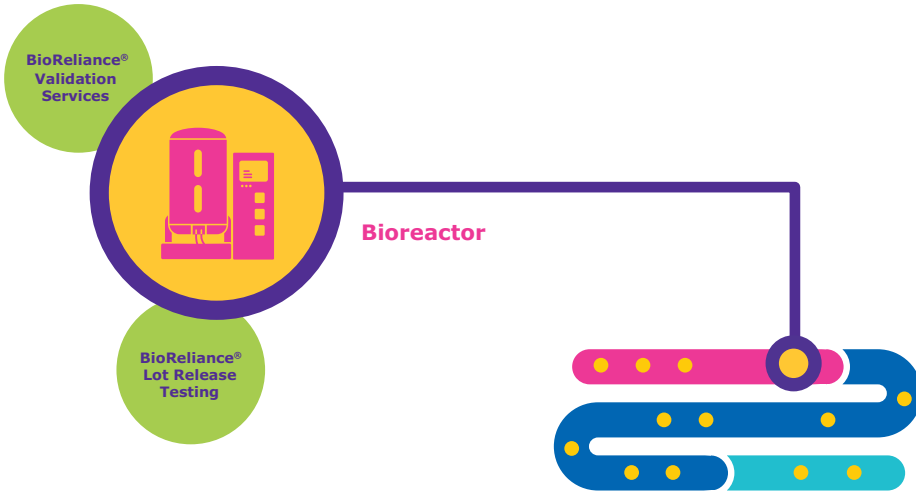 BioReliance®
Validation
Services
Bioreactor
BioReliance®
Lot Release
Testing